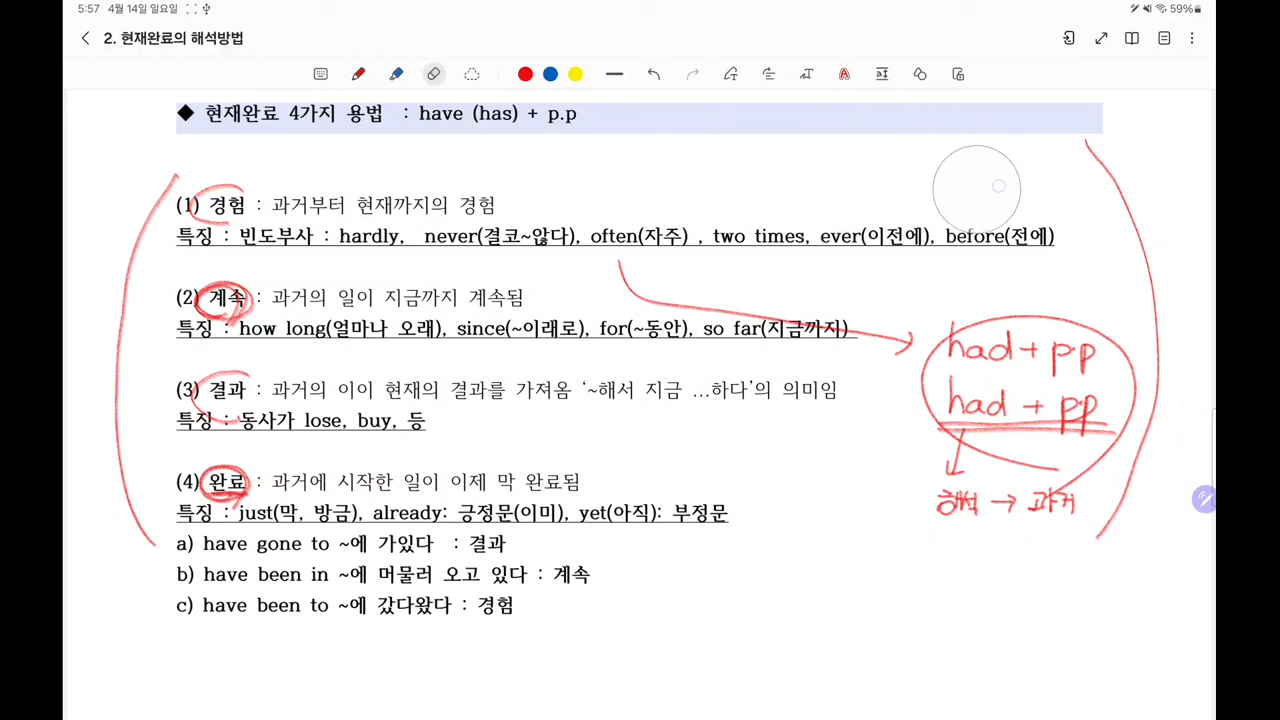 5:57 4월 14일 일요일 59%
2. 현재완료의 해석방법
◆ 현재완료 4가지 용법 : have (has) + p.p
(1) 경험 : 과거부터 현재까지의 경험
특징 : 빈도부사 : hardly, never(결코~않다), often(자주) , two times, ever(이전에), before(전에)
(2) 계속 : 과거의 일이 지금까지 계속됨
특징 : how long(얼마나 오래), since(~이래로), for(~동안), so far(지금까지)
had + p.p
(3) 결과 : 과거의 이이 현재의 결과를 가져옴 ‘~해서 지금 ...하다’의 의미임
had + pp
특징 : 동사가 lose, buy, 등
(4) 완료 : 과거에 시작한 일이 이제 막 완료됨
해석 → 과거
특징 : just(막, 방금), already: 긍정문(이미), yet(아직): 부정문
a) have gone to ~에 가있다 : 결과
b) have been in ~에 머물러 오고 있다 : 계속
c) have been to ~에 갔다왔다 : 경험